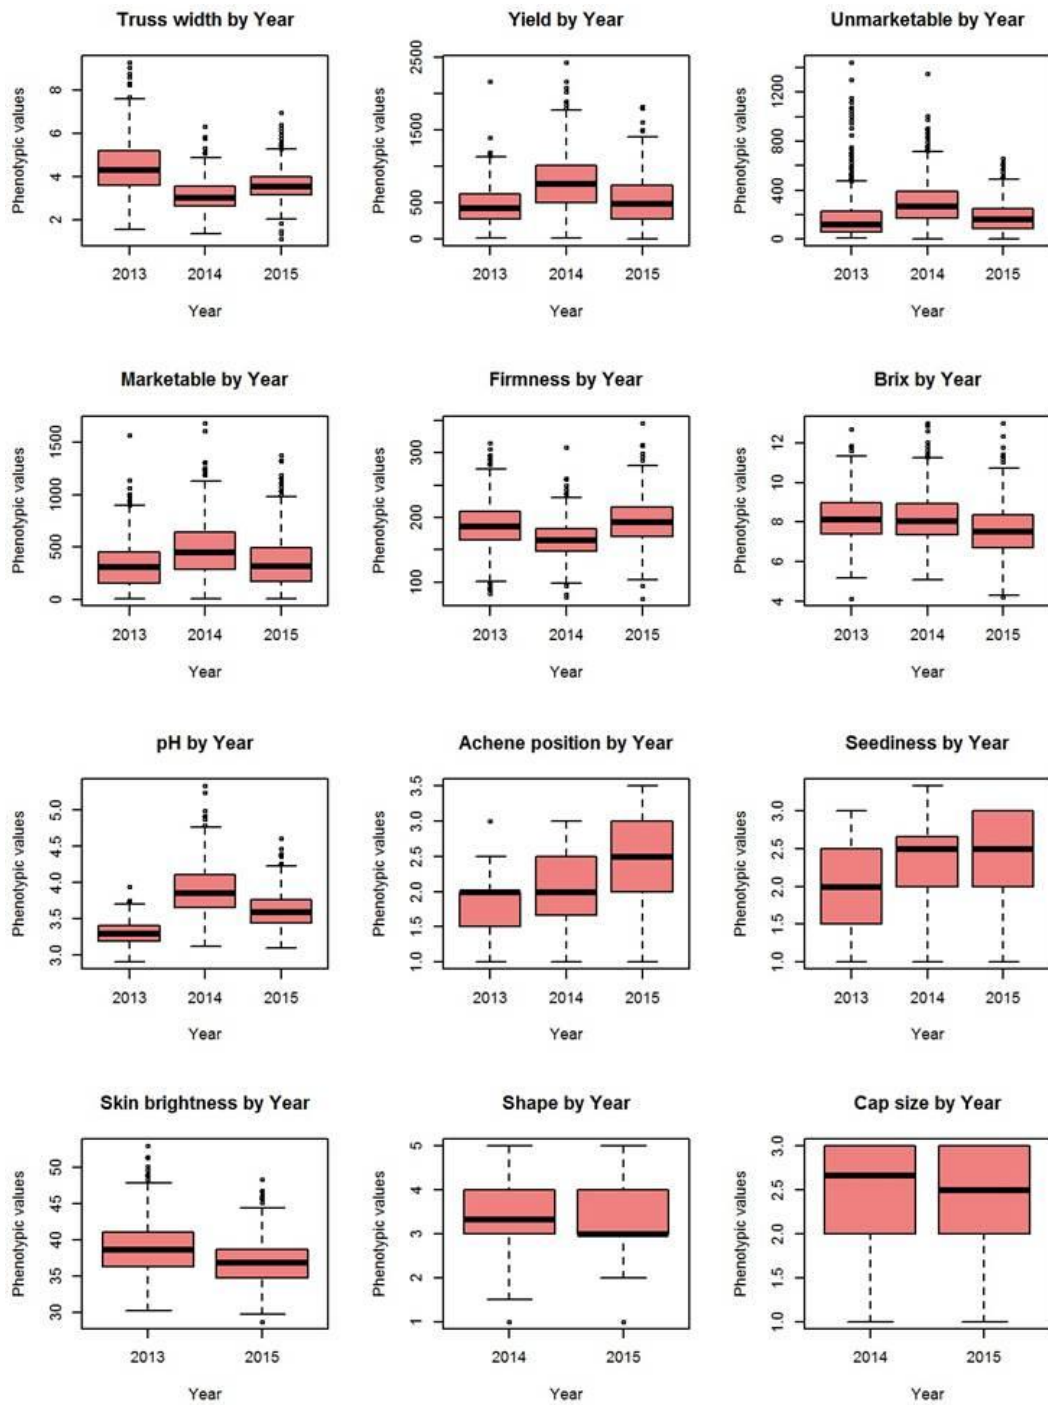 Truss width by Year
Yield by Year
Unmarketable by Year
Phenotypic values
8
6
4
2
2013 2014 2015
Year
Phenotypic values
2500
1500
500
0
2013 2014 2015
Year
Phenotypic values
1200
800
400
0
2013 2014 2015
Year
Marketable by Year
Firmness by Year
Brix by Year
Phenotypic values
1500
1000
500
0
2013 2014 2015
Year
Phenotypic values
300
200
100
2013 2014 2015
Year
Phenotypic values
12
10
8
6
4
2013 2014 2015
Year
pH by Year
Achene position by Year
Seediness by Year
Phenotypic values
5.0
4.5
4.0
3.5
3.0
2013 2014 2015
Year
Phenotypic values
3.5
3.0
2.5
2.0
1.5
1.0
2013 2014 2015
Year
Phenotypic values
3.0
2.5
2.0
1.5
1.0
2013 2014 2015
Year
Skin brightness by Year
Shape by Year
Cap size by Year
Phenotypic values
50
45
40
35
30
2013 2015
Year
Phenotypic values
5
4
3
2
1
2014 2015
Year
Phenotypic values
3.0
2.5
2.0
1.5
1.0
2014 2015
Year